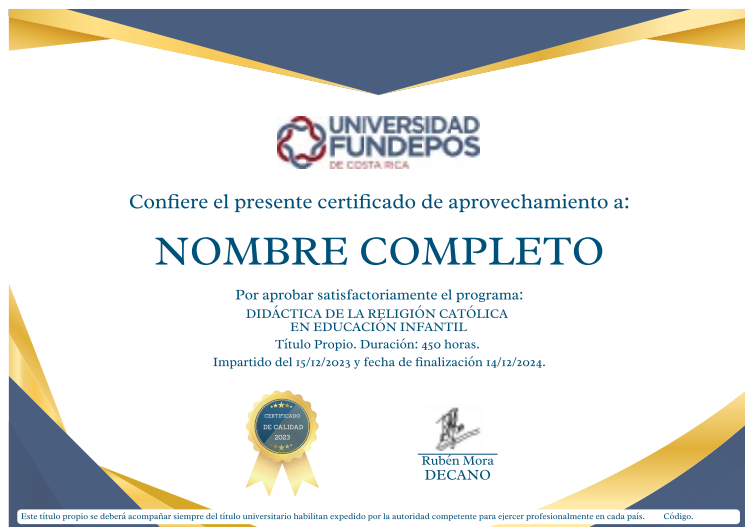 UNIVERSIDAD
FUNDEPOS
DE COSTA RICA
Confiere el presente certificado de aprovechamiento a:
NOMBRE COMPLETO
Por aprobar satisfactoriamente el programa:
DIDÁCTICA DE LA RELIGIÓN CATÓLICA
EN EDUCACIÓN INFANTIL
Título Propio. Duración: 450 horas.
Impartido del 15/12/2023 y fecha de finalización 14/12/2024.
CERTIFICADO
DE CALIDAD
2023
Rubén Mora
DECANO
Este título propio se deberá acompañar siempre del título universitario habilitan expedido por la autoridad competente para ejercer profesionalmente en cada país. Código.